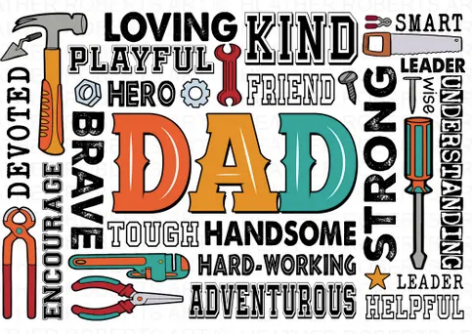 LOVING
PLAYFUL
KIND
SMART
HERO
FRIEND
LEADER
WISE
UNDERSTANDING
DEVOTED
BRAVE
DAD
STRONG
ENCOURAGE
TOUGH HANDSOME
HARD-WORKING
ADVENTUROUS
LEADER
HELPFUL